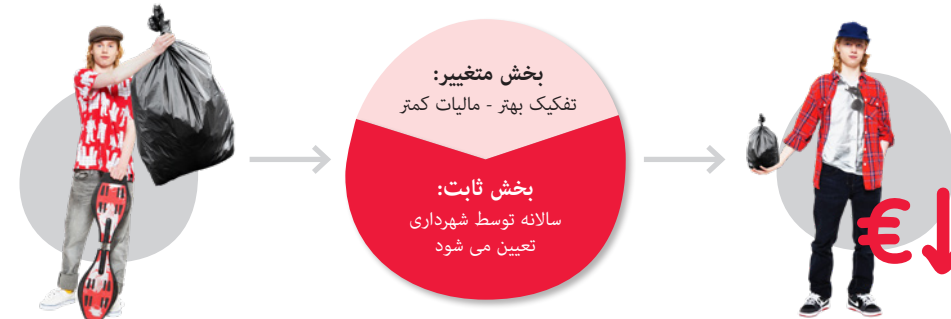 بخش متغییر:
تفکیک بهتر - مالیات کمتر
بخش ثابت:
سالانه توسط شهرداری
تعیین می شود
€